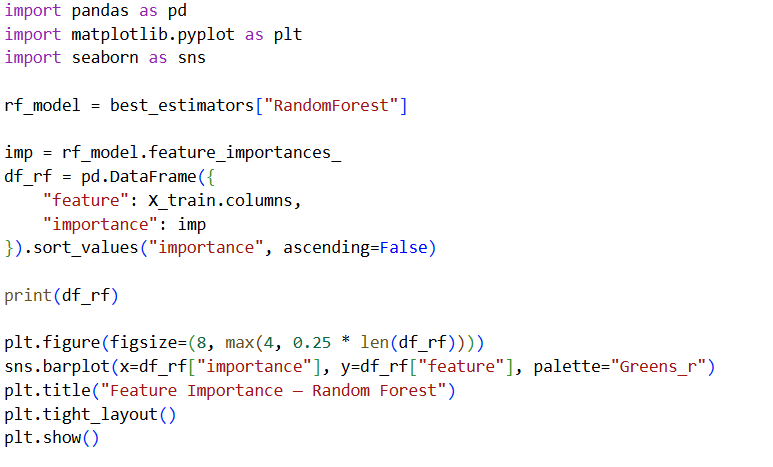 import pandas as pd
import matplotlib.pyplot as plt
import seaborn as sns

rf_model = best_estimators["RandomForest"]

imp = rf_model.feature_importances_
df_rf = pd.DataFrame({
    "feature": X_train.columns,
    "importance": imp
}).sort_values("importance", ascending=False)

print(df_rf)

plt.figure(figsize=(8, max(4, 0.25 * len(df_rf))))
sns.barplot(x=df_rf["importance"], y=df_rf["feature"], palette="Greens_r")
plt.title("Feature Importance — Random Forest")
plt.tight_layout()
plt.show()